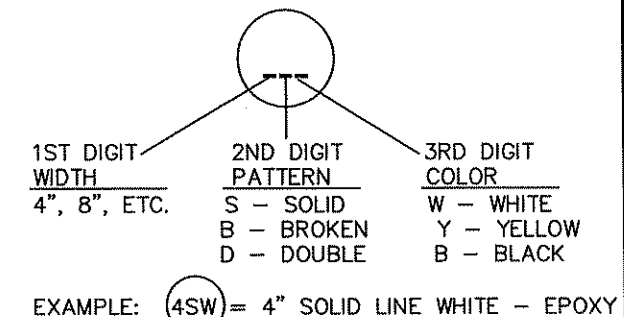 1ST DIGIT 2ND DIGIT 3RD DIGIT
WIDTH PATTERN COLOR
4", 8", ETC. S – SOLID W – WHITE
B – BROKEN Y – YELLOW
D – DOUBLE B – BLACK
EXAMPLE: 4SW = 4" SOLID LINE WHITE – EPOXY